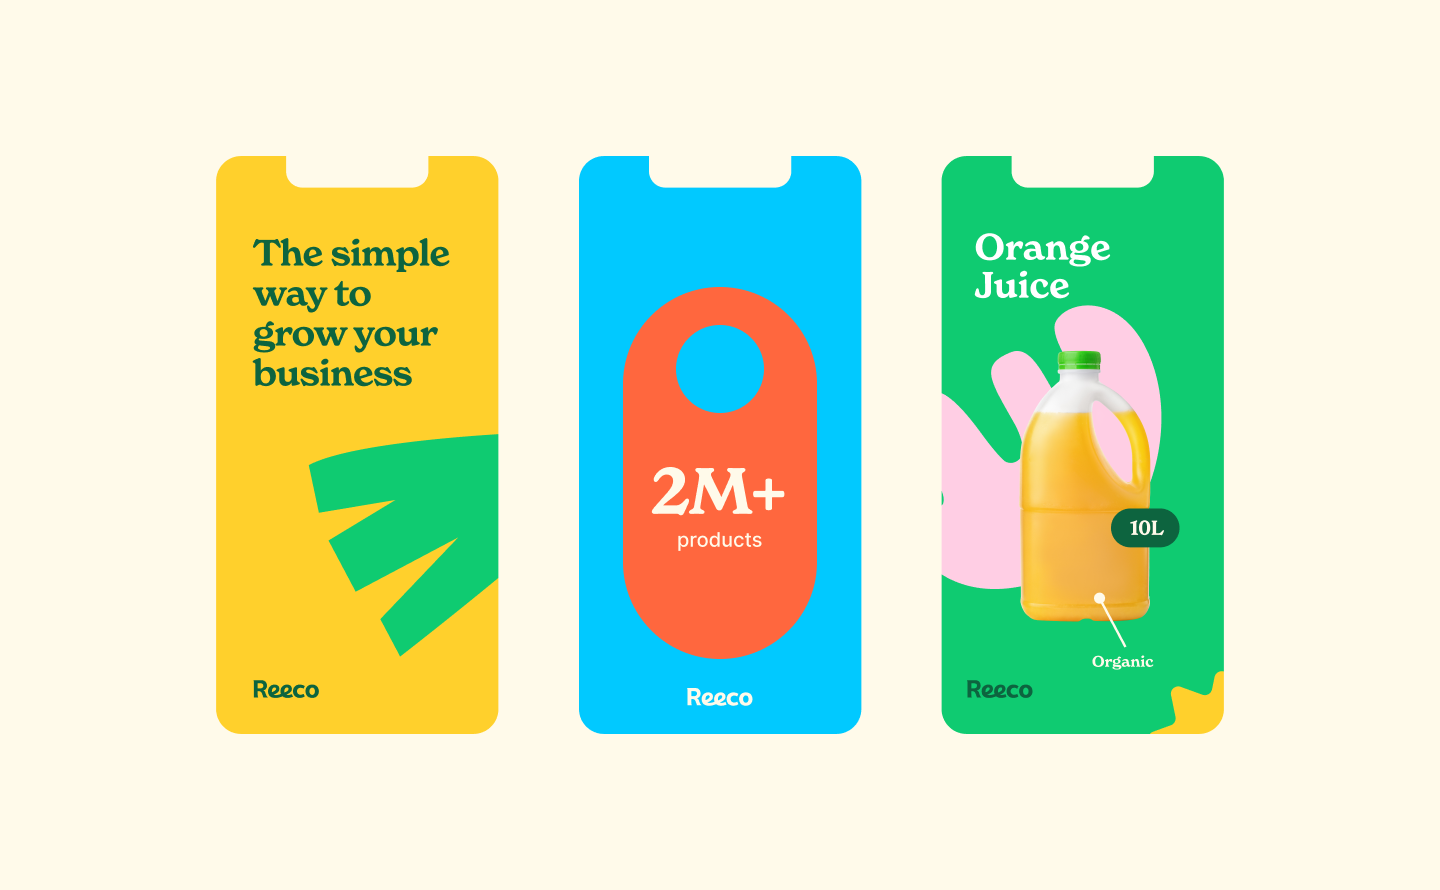 The simple
way to
grow your
business
Reeco
2M+
products
Reeco
Orange
Juice
10L
Organic
Reeco